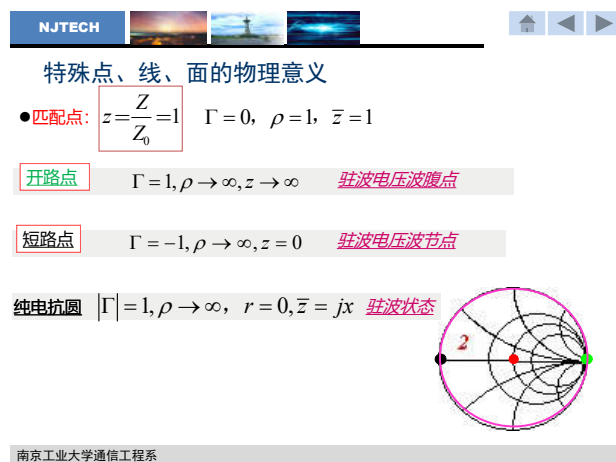 NJTECH
特殊点、线、面的物理意义
●匹配点: z=Z/Z₀=1 Γ=0, ρ=1, z̅=1
开路点 Γ=1,ρ→∞,z→∞ 驻波电压波腹点
短路点 Γ=−1,ρ→∞,z=0 驻波电压波节点
纯电抗圆 |Γ|=1,ρ→∞, r=0,z̅=jx 驻波状态
2
南京工业大学通信工程系